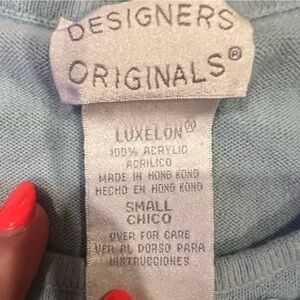 DESIGNERS
ORIGINALS®
LUXELON®
100% ACRYLIC
ACRILICO
MADE IN HONG KONG
HECHO EN HONG KONG
SMALL
CHICO
OVER FOR CARE
VER AL DORSO PARA
INSTRUCCIONES